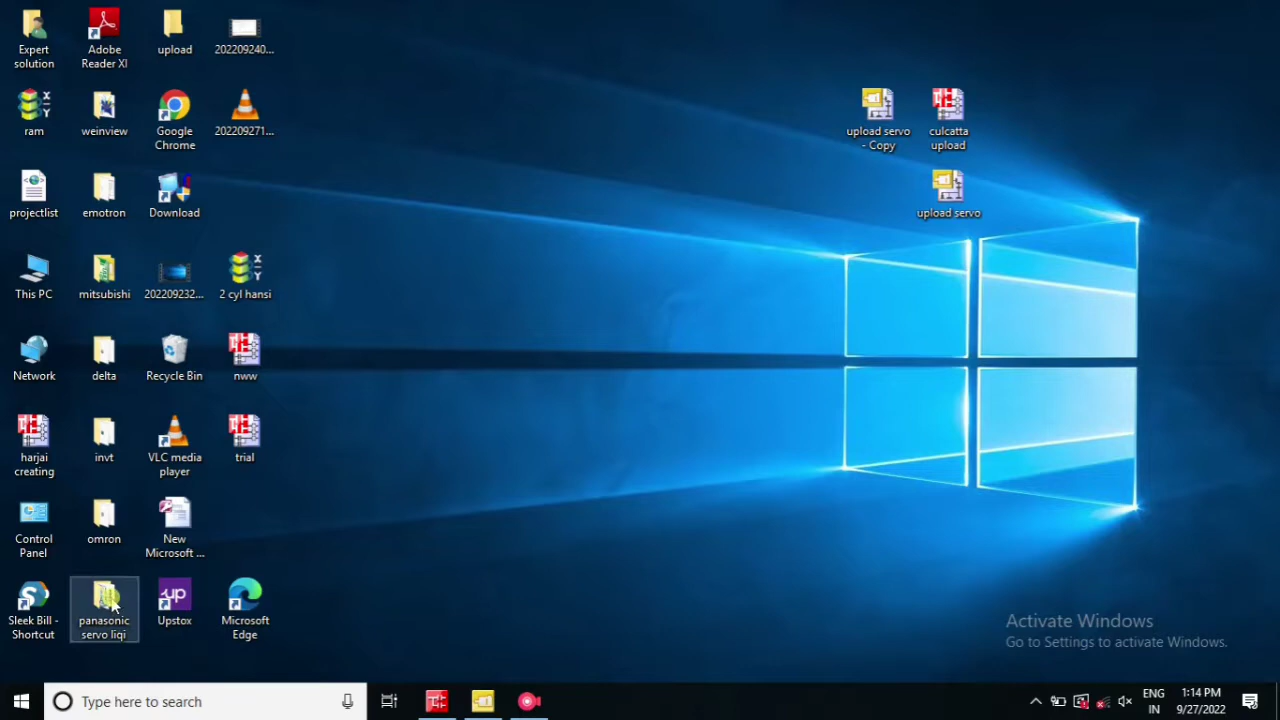 Expert
solution
Adobe
Reader XI
upload
202209240...
ram
weinview
Google
Chrome
202209271...
upload servo
- Copy
culcatta
upload
projectlist
emotron
Download
upload servo
This PC
mitsubishi
202209232...
2 cyl hansi
Network
delta
Recycle Bin
nww
harjai
creating
invt
VLC media
player
trial
Control
Panel
omron
New
Microsoft ...
Sleek Bill -
Shortcut
panasonic
servo liqi
up
Upstox
Microsoft
Edge
X
Y
X
Y
Activate Windows
Go to Settings to activate Windows.
Type here to search
ENG
IN
1:14 PM
9/27/2022